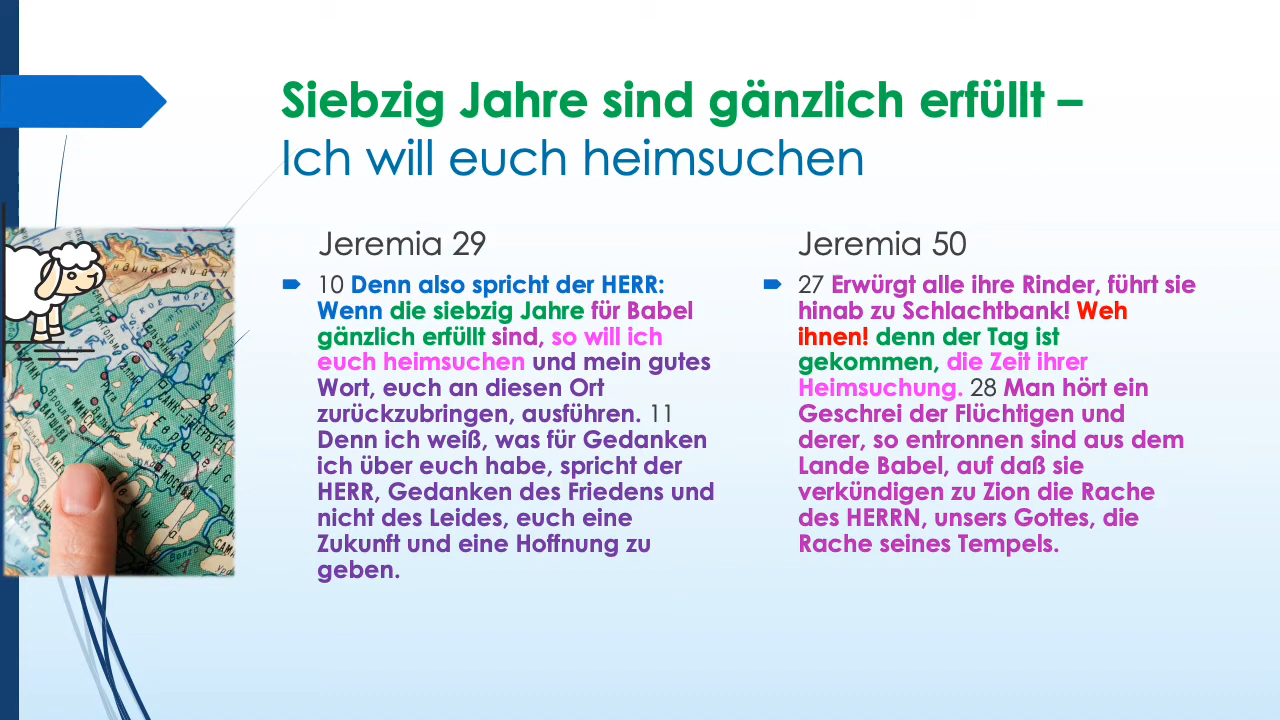 Siebzig Jahre sind gänzlich erfüllt –
Ich will euch heimsuchen
Jeremia 29
10 Denn also spricht der HERR:
Wenn die siebzig Jahre für Babel
gänzlich erfüllt sind, so will ich
euch heimsuchen und mein gutes
Wort, euch an diesen Ort
zurückzubringen, ausführen. 11
Denn ich weiß, was für Gedanken
ich über euch habe, spricht der
HERR, Gedanken des Friedens und
nicht des Leides, euch eine
Zukunft und eine Hoffnung zu
geben.
Jeremia 50
27 Erwürgt alle ihre Rinder, führt sie
hinab zu Schlachtbank! Weh
ihnen! denn der Tag ist
gekommen, die Zeit ihrer
Heimsuchung. 28 Man hört ein
Geschrei der Flüchtigen und
derer, so entronnen sind aus dem
Lande Babel, auf daß sie
verkündigen zu Zion die Rache
des HERRN, unsers Gottes, die
Rache seines Tempels.
МИНСК
ВАРШАВА